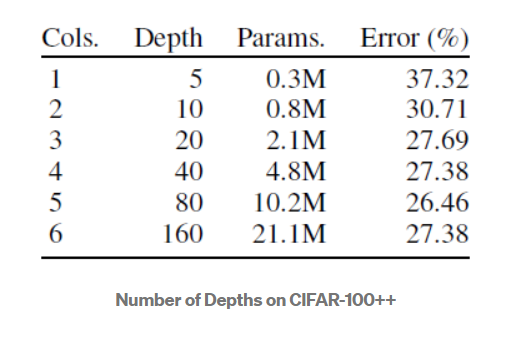 Cols. Depth Params. Error (%)
1 5 0.3M 37.32
2 10 0.8M 30.71
3 20 2.1M 27.69
4 40 4.8M 27.38
5 80 10.2M 26.46
6 160 21.1M 27.38
Number of Depths on CIFAR-100++